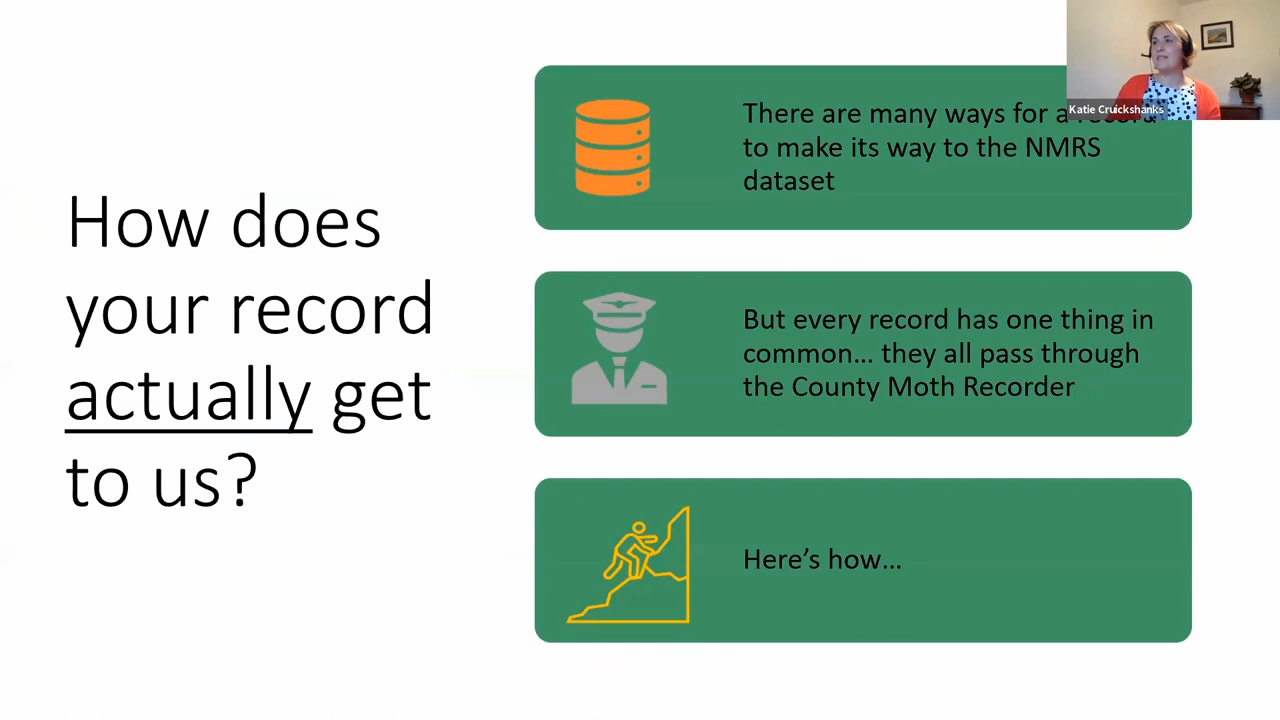 How does
your record
actually get
to us?
There are many ways for a record
to make its way to the NMRS
dataset
But every record has one thing in
common... they all pass through
the County Moth Recorder
Here's how...
Katie Cruickshanks